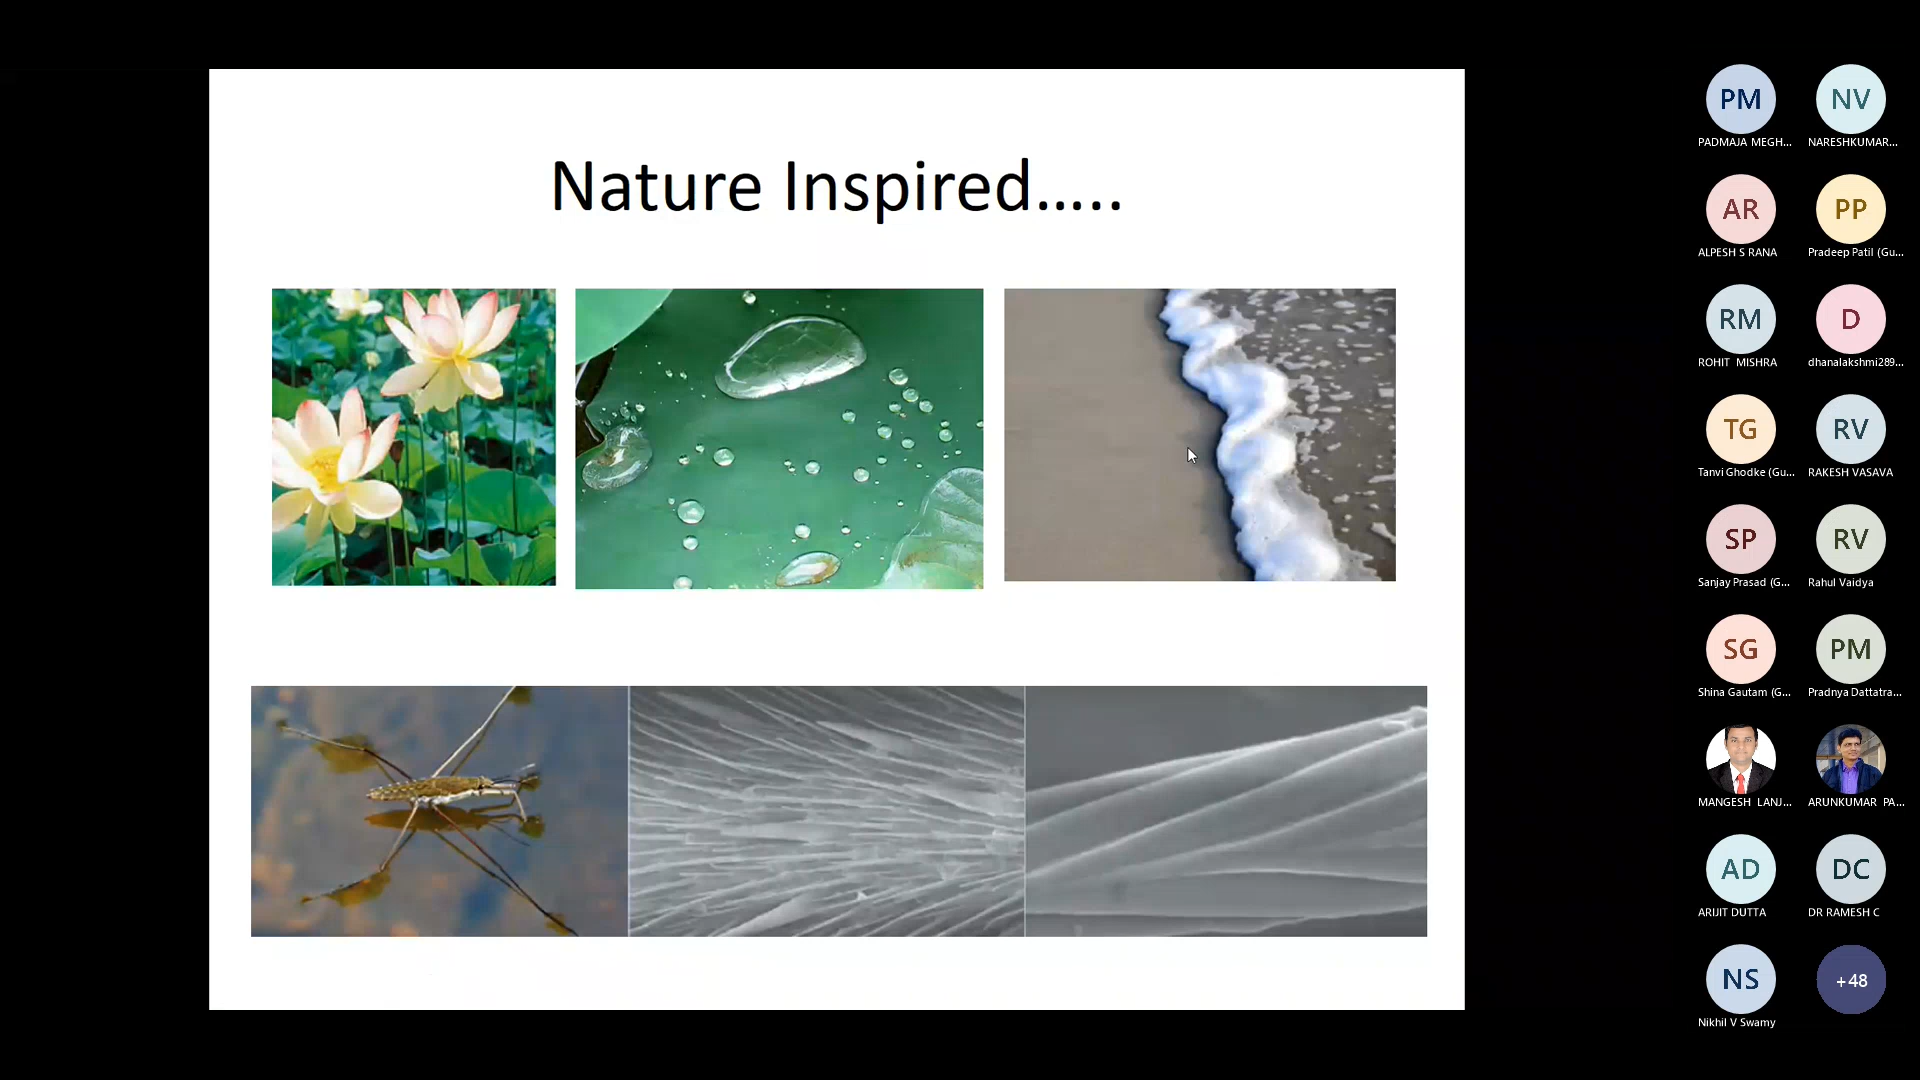 Nature Inspired.....
PM
PADMAJA MEGH...
NV
NARESHKUMAR...
AR
ALPESH S RANA
PP
Pradeep Patil (Gu...
RM
ROHIT MISHRA
D
dhanalakshmi289...
TG
Tanvi Ghodke (Gu...
RV
RAKESH VASAVA
SP
Sanjay Prasad (G...
RV
Rahul Vaidya
SG
Shina Gautam (G...
PM
Pradnya Dattatra...
MANGESH LANJ...
ARUNKUMAR PA...
AD
ARIJIT DUTTA
DC
DR RAMESH C
NS
Nikhil V Swamy
+48